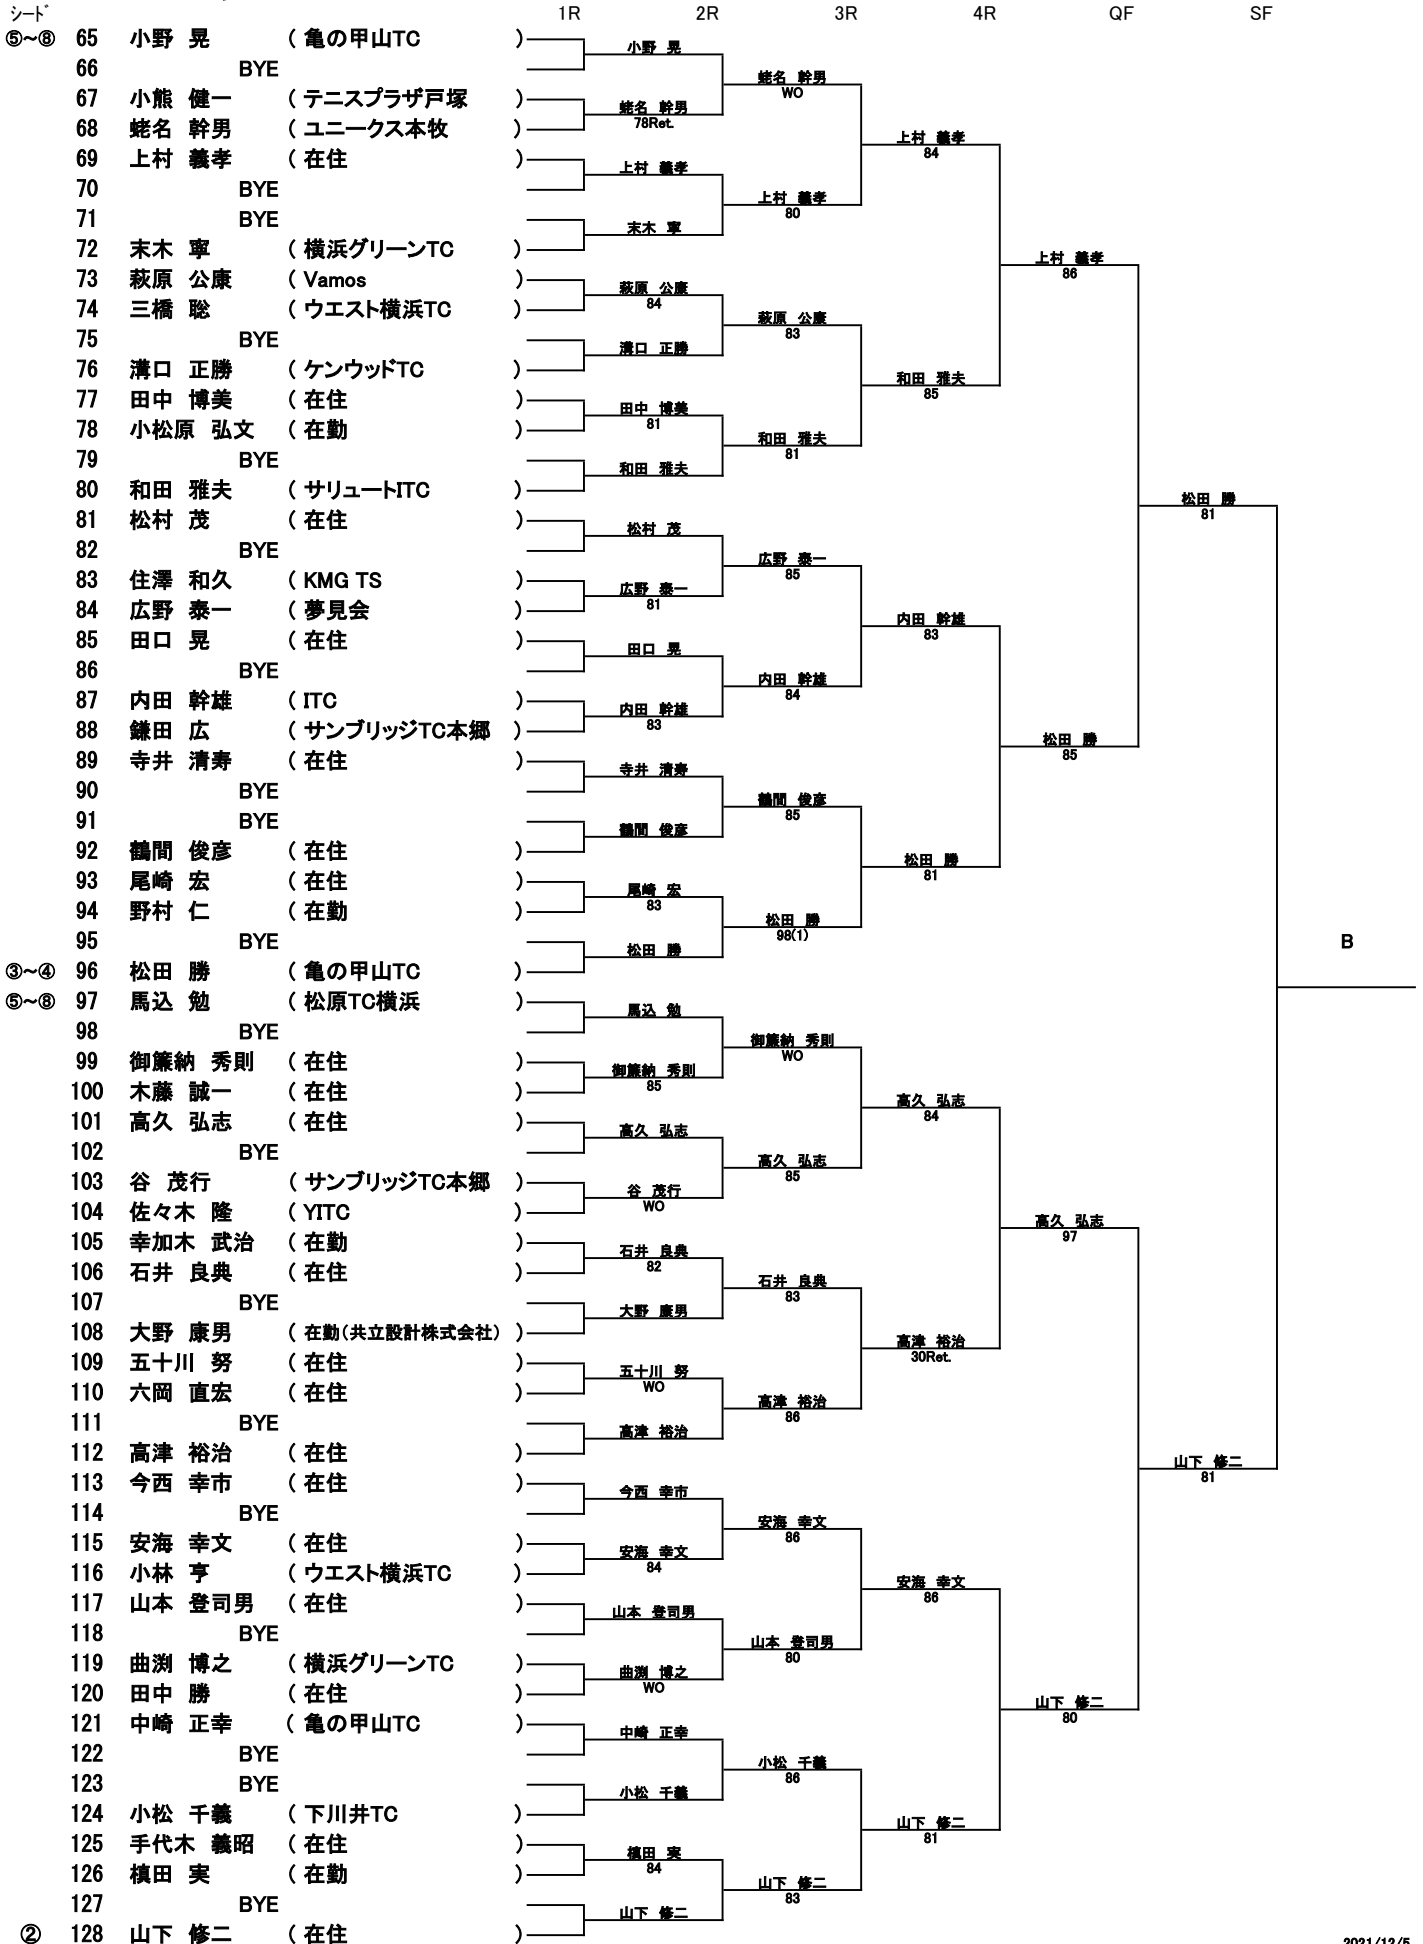 シード 1R 2R 3R 4R QF SF
⑤~⑧ 65 小野 晃 ( 亀の甲山TC )
小野 晃
66 BYE
蛯名 幹男
WO
67 小熊 健一 ( テニスプラザ戸塚 )
蛯名 幹男
78Ret.
68 蛯名 幹男 ( ユニークス本牧 )
上村 義孝
84
69 上村 義孝 ( 在住 )
上村 義孝
70 BYE
上村 義孝
80
71 BYE
末木 寧
72 末木 寧 ( 横浜グリーンTC )
上村 義孝
86
73 萩原 公康 ( Vamos )
萩原 公康
84
74 三橋 聡 ( ウエスト横浜TC )
萩原 公康
83
75 BYE
溝口 正勝
76 溝口 正勝 ( ケンウッドTC )
和田 雅夫
85
77 田中 博美 ( 在住 )
田中 博美
81
78 小松原 弘文 ( 在勤 )
和田 雅夫
81
79 BYE
和田 雅夫
80 和田 雅夫 ( サリュートITC )
松田 勝
81
81 松村 茂 ( 在住 )
松村 茂
82 BYE
広野 泰一
85
83 住澤 和久 ( KMG TS )
広野 泰一
81
84 広野 泰一 ( 夢見会 )
内田 幹雄
83
85 田口 晃 ( 在住 )
田口 晃
86 BYE
内田 幹雄
84
87 内田 幹雄 ( ITC )
内田 幹雄
83
88 鎌田 広 ( サンブリッジTC本郷 )
松田 勝
85
89 寺井 清寿 ( 在住 )
寺井 清寿
90 BYE
鶴間 俊彦
85
91 BYE
鶴間 俊彦
92 鶴間 俊彦 ( 在住 )
松田 勝
81
93 尾崎 宏 ( 在住 )
尾崎 宏
83
94 野村 仁 ( 在勤 )
松田 勝
98(1)
95 BYE
B
松田 勝
③~④ 96 松田 勝 ( 亀の甲山TC )
⑤~⑧ 97 馬込 勉 ( 松原TC横浜 )
馬込 勉
98 BYE
御簾納 秀則
WO
99 御簾納 秀則 ( 在住 )
御簾納 秀則
85
100 木藤 誠一 ( 在住 )
高久 弘志
84
101 高久 弘志 ( 在住 )
高久 弘志
102 BYE
高久 弘志
85
103 谷 茂行 ( サンブリッジTC本郷 )
谷 茂行
WO
104 佐々木 隆 ( YITC )
高久 弘志
97
105 幸加木 武治 ( 在勤 )
石井 良典
82
106 石井 良典 ( 在住 )
石井 良典
83
107 BYE
大野 康男
108 大野 康男 ( 在勤(共立設計株式会社) )
高津 裕治
30Ret.
109 五十川 努 ( 在住 )
五十川 努
WO
110 六岡 直宏 ( 在住 )
高津 裕治
86
111 BYE
高津 裕治
112 高津 裕治 ( 在住 )
山下 修二
81
113 今西 幸市 ( 在住 )
今西 幸市
114 BYE
安海 幸文
86
115 安海 幸文 ( 在住 )
安海 幸文
84
116 小林 亨 ( ウエスト横浜TC )
安海 幸文
86
117 山本 登司男 ( 在住 )
山本 登司男
118 BYE
山本 登司男
80
119 曲渕 博之 ( 横浜グリーンTC )
曲渕 博之
WO
120 田中 勝 ( 在住 )
山下 修二
80
121 中崎 正幸 ( 亀の甲山TC )
中崎 正幸
122 BYE
小松 千義
86
123 BYE
小松 千義
124 小松 千義 ( 下川井TC )
山下 修二
81
125 手代木 義昭 ( 在住 )
槙田 実
84
126 槙田 実 ( 在勤 )
山下 修二
83
127 BYE
山下 修二
② 128 山下 修二 ( 在住 )
2021/12/5